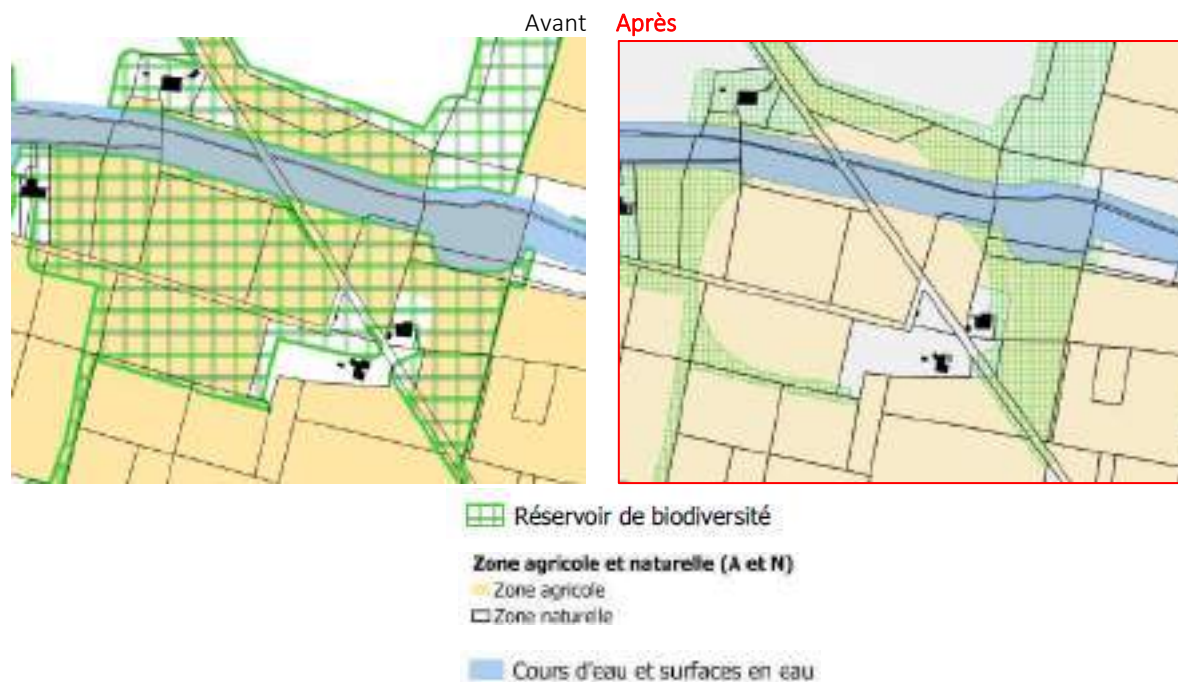 Avant Après
Réservoir de biodiversité
Zone agricole et naturelle (A et N)
Zone agricole
Zone naturelle
Cours d'eau et surfaces en eau